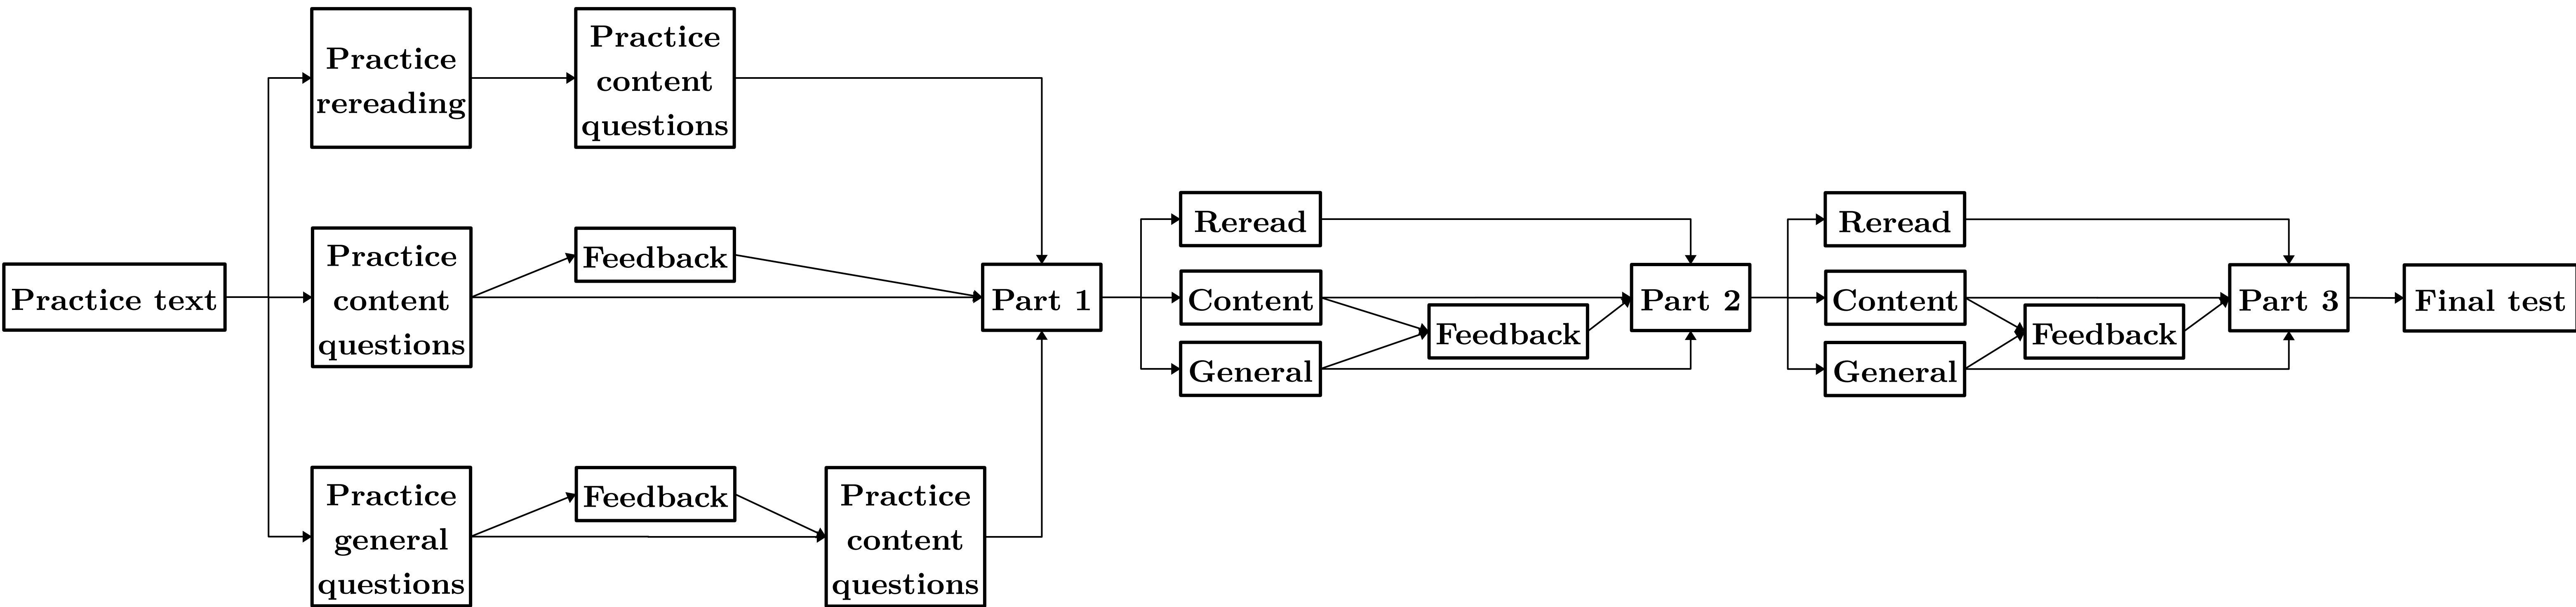 Practice text
Practice
rereading
Practice
content
questions
Practice
content
questions
Feedback
Practice
general
questions
Feedback
Practice
content
questions
Part 1
Reread
Content
General
Feedback
Part 2
Reread
Content
General
Feedback
Part 3
Final test